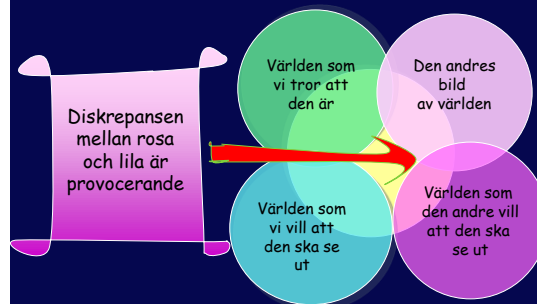 Diskrepansen
mellan rosa
och lila är
provocerande
Världen som
vi tror att
den är
Den andres
bild
av världen
Världen som
vi vill att
den ska se
ut
Världen som
den andre vill
att den ska
se ut